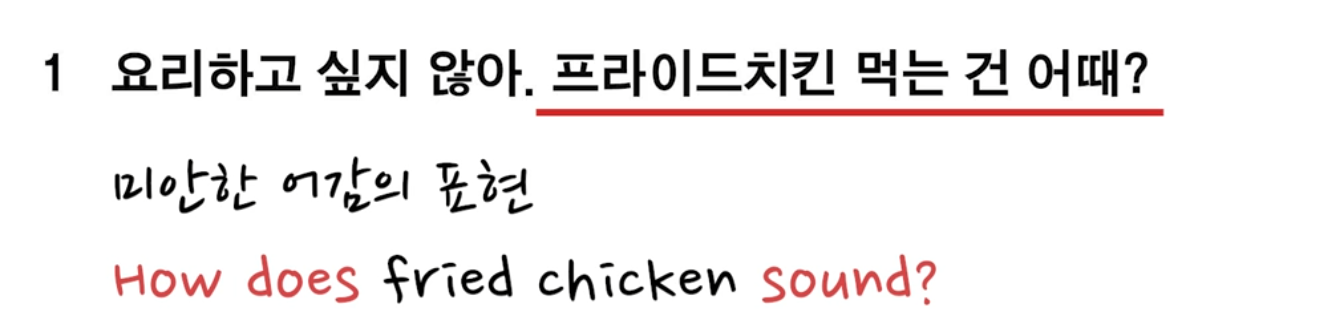 1 요리하고 싶지 않아. 프라이드치킨 먹는 건 어때?
미안한 어감의 표현
How does fried chicken sound?